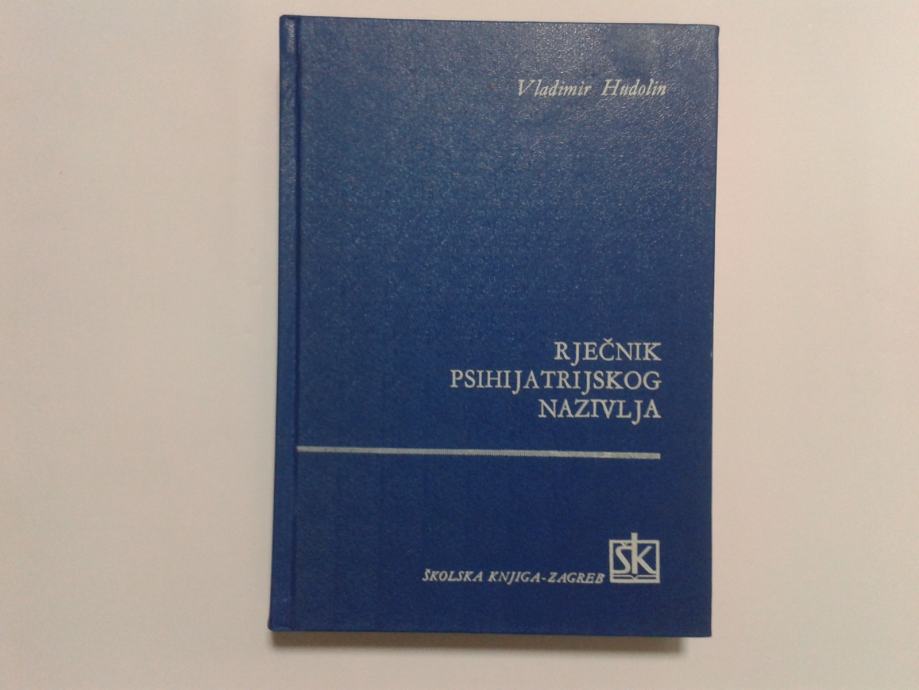 Vladimir Hudolin
RJEČNIK
PSIHIJATRIJSKOG
NAZIVLJA
ŠKOLSKA KNJIGA-ZAGREB
ŠK